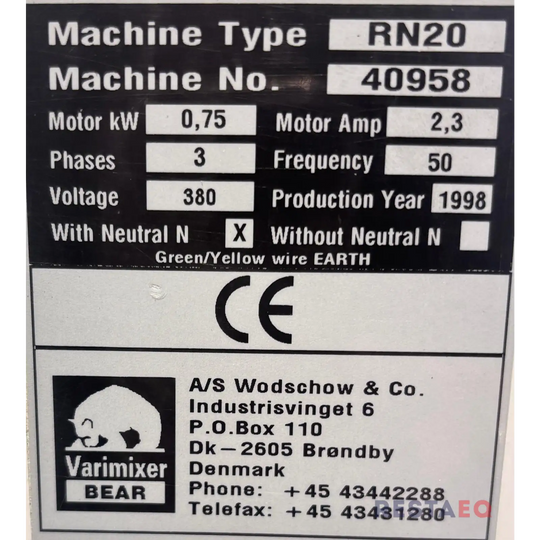 Machine Type RN20
Machine No. 40958
Motor kW 0,75 Motor Amp 2,3
Phases 3 Frequency 50
Voltage 380 Production Year 1998
With Neutral N X Without Neutral N
Green/Yellow wire EARTH
CE
A/S Wodschow & Co.
Industrisvinget 6
P.O.Box 110
Dk-2605 Brøndby
Denmark
Phone: +45 43442288
Telefax: +45 43431280
Varimixer
BEAR
RESTAEQ